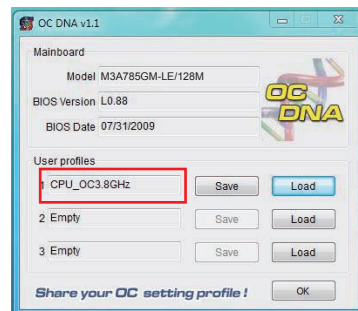 OC DNA v1.1
Mainboard
Model M3A785GM-LE/128M
BIOS Version L0.88
BIOS Date 07/31/2009
OC DNA
User profiles
1 CPU_OC3.8GHz Save Load
2 Empty Save Load
3 Empty Save Load
Share your OC setting profile! OK